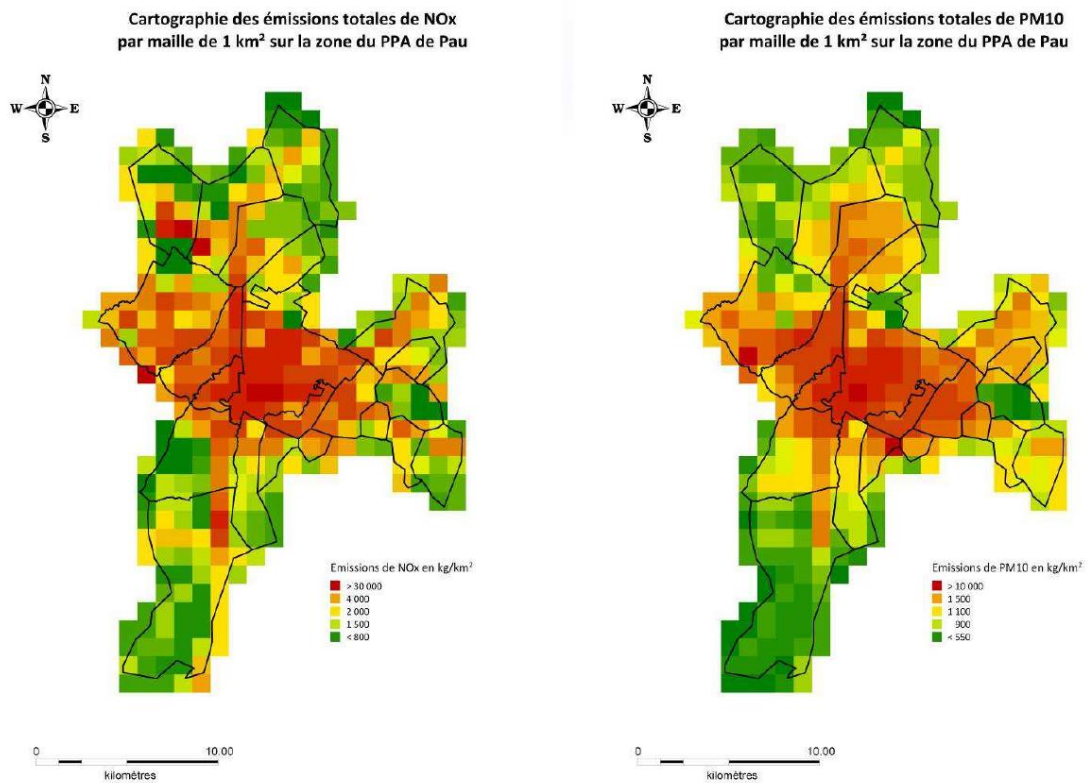 Cartographie des émissions totales de NOx
par maille de 1 km² sur la zone du PPA de Pau
N
W E
S
Emissions de NOx en kg/km²
> 30 000
4 000
2 000
1 500
< 800
0 10.00
kilomètres
Cartographie des émissions totales de PM10
par maille de 1 km² sur la zone du PPA de Pau
N
W E
S
Emissions de PM10 en kg/km²
> 10 000
1 500
1 100
900
< 550
0 10.00
kilomètres